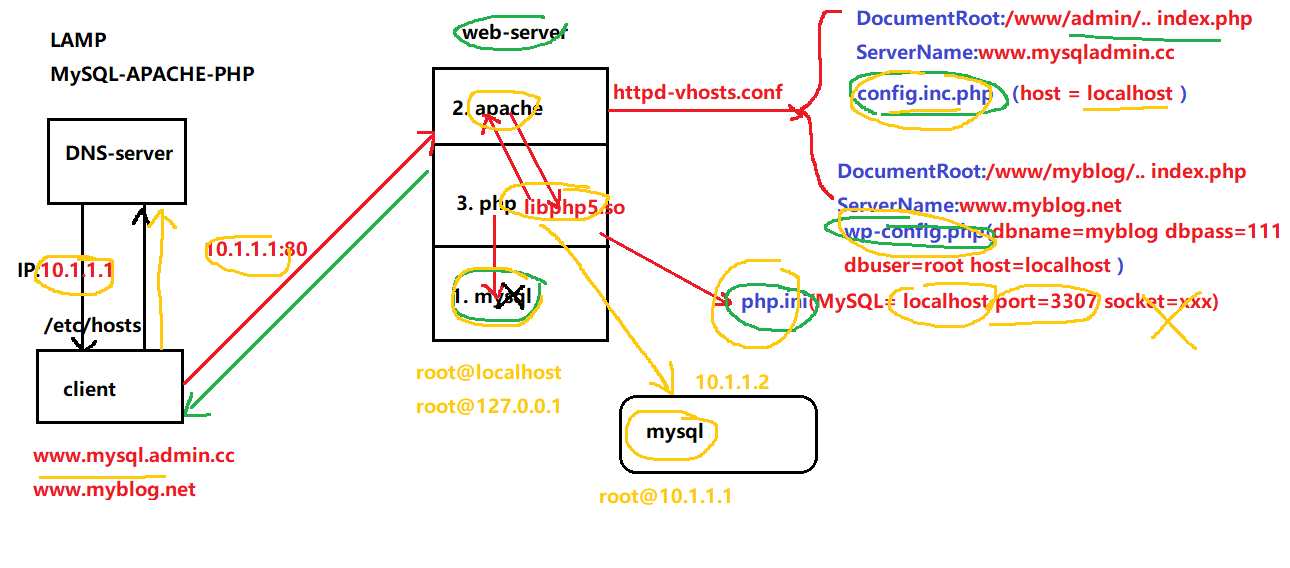 LAMP
MySQL-APACHE-PHP
DNS-server
IP:10.1.1.1
10.1.1.1:80
/etc/hosts
client
www.mysql.admin.cc
www.myblog.net
web-server
2. apache
3. php libphp5.so
1. mysql
root@localhost
root@127.0.0.1
httpd-vhosts.conf
DocumentRoot:/www/admin/.. index.php
ServerName:www.mysqladmin.cc
config.inc.php (host = localhost )
DocumentRoot:/www/myblog/.. index.php
ServerName:www.myblog.net
wp-config.php(dbname=myblog dbpass=111
dbuser=root host=localhost )
php.ini(MySQL= localhost port=3307 socket=xxx)
10.1.1.2
mysql
root@10.1.1.1